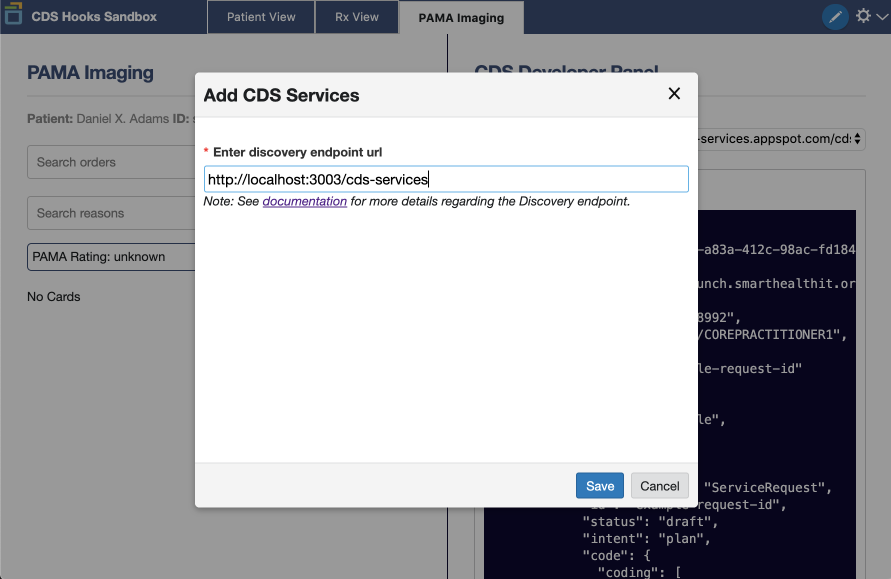 CDS Hooks Sandbox
Patient View
Rx View
PAMA Imaging
PAMA Imaging
CDS Developer Panel
Patient: Daniel X. Adams ID:
Search orders
Search reasons
PAMA Rating: unknown
No Cards
Add CDS Services
* Enter discovery endpoint url
http://localhost:3003/cds-services
Note: See documentation for more details regarding the Discovery endpoint.
Save
Cancel
-services.appspot.com/cds
-a83a-412c-98ac-fd184
unch.smarthealthit.or
8992",
/COREPRACTITIONER1",
le-request-id"
le",
"ServiceRequest",
"id": "example-request-id",
"status": "draft",
"intent": "plan",
"code": {
"coding": [